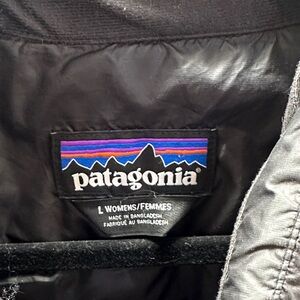 patagonia®
L WOMENS/FEMMES
MADE IN BANGLADESH
FABRIQUÉ AU BANGLADESH